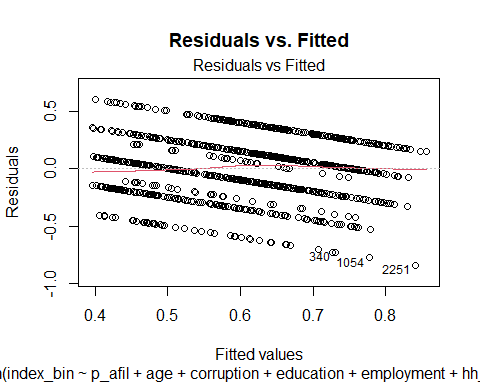 Residuals vs. Fitted
Residuals vs Fitted
Residuals
0.5
0.0
-0.5
-1.0
340
1054
2251
0.4 0.5 0.6 0.7 0.8
Fitted values
n(index_bin ~ p_afil + age + corruption + education + employment + hh_